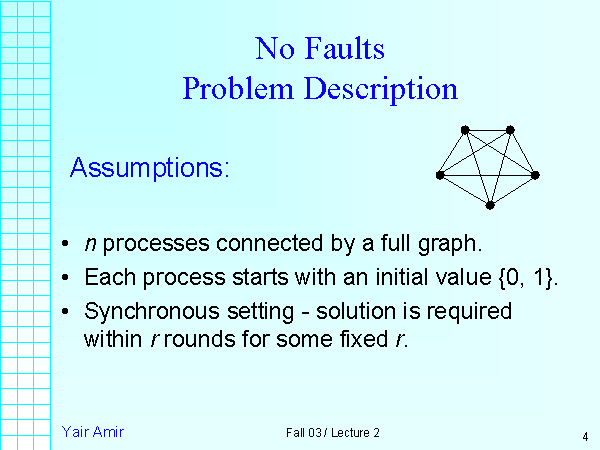 No Faults
Problem Description
Assumptions:
• n processes connected by a full graph.
• Each process starts with an initial value {0, 1}.
• Synchronous setting - solution is required
within r rounds for some fixed r.
Yair Amir
Fall 03 / Lecture 2
4